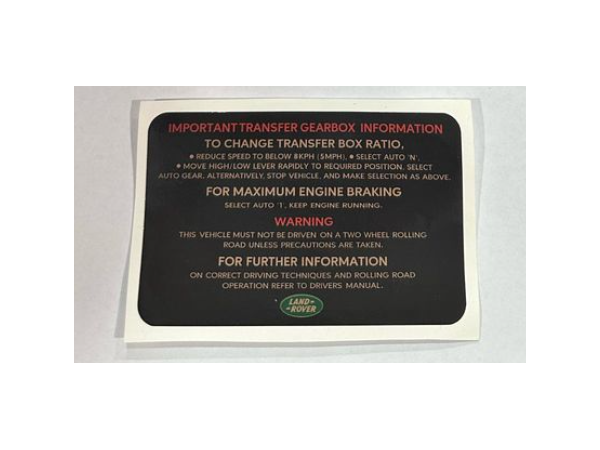 IMPORTANT TRANSFER GEARBOX INFORMATION
TO CHANGE TRANSFER BOX RATIO,
● REDUCE SPEED TO BELOW 8KPH (5MPH), ● SELECT AUTO 'N',
● MOVE HIGH/LOW LEVER RAPIDLY TO REQUIRED POSITION, SELECT
AUTO GEAR, ALTERNATIVELY, STOP VEHICLE, AND MAKE SELECTION AS ABOVE.
FOR MAXIMUM ENGINE BRAKING
SELECT AUTO '1', KEEP ENGINE RUNNING.
WARNING
THIS VEHICLE MUST NOT BE DRIVEN ON A TWO WHEEL ROLLING
ROAD UNLESS PRECAUTIONS ARE TAKEN.
FOR FURTHER INFORMATION
ON CORRECT DRIVING TECHNIQUES AND ROLLING ROAD
OPERATION REFER TO DRIVERS MANUAL.
LAND-
-ROVER